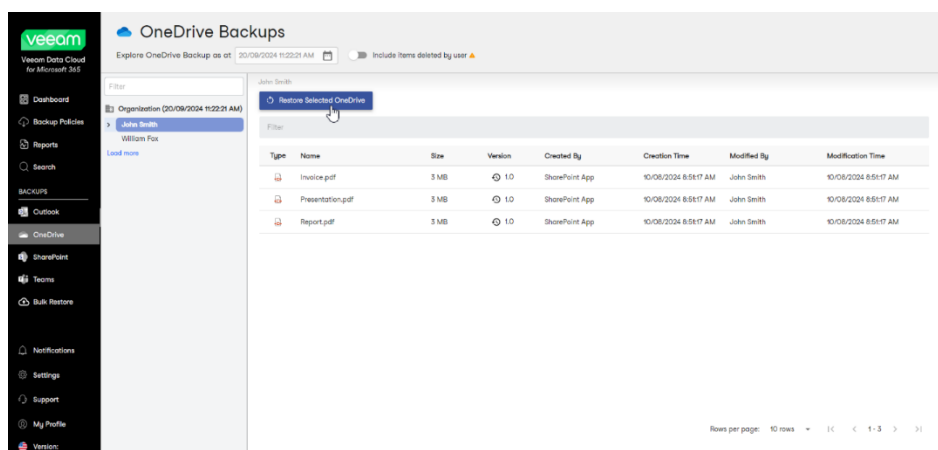 veeam
Veeam Data Cloud
for Microsoft 365
Dashboard
Backup Policies
Reports
Search
BACKUPS
Outlook
OneDrive
SharePoint
Teams
Bulk Restore
Notifications
Settings
Support
My Profile
Version:
OneDrive Backups
Explore OneDrive Backup as at 20/09/2024 11:22:21 AM Include items deleted by user
Filter
Organization (20/09/2024 11:22:21 AM)
John Smith
William Fox
Load more
John Smith
Restore Selected OneDrive
Filter
Type Name Size Version Created By Creation Time Modified By Modification Time
Invoice.pdf 3 MB 1.0 SharePoint App 10/08/2024 8:51:17 AM John Smith 10/08/2024 8:51:17 AM
Presentation.pdf 3 MB 1.0 SharePoint App 10/08/2024 8:51:17 AM John Smith 10/08/2024 8:51:17 AM
Report.pdf 3 MB 1.0 SharePoint App 10/08/2024 8:51:17 AM John Smith 10/08/2024 8:51:17 AM
Rows per page: 10 rows 1-3